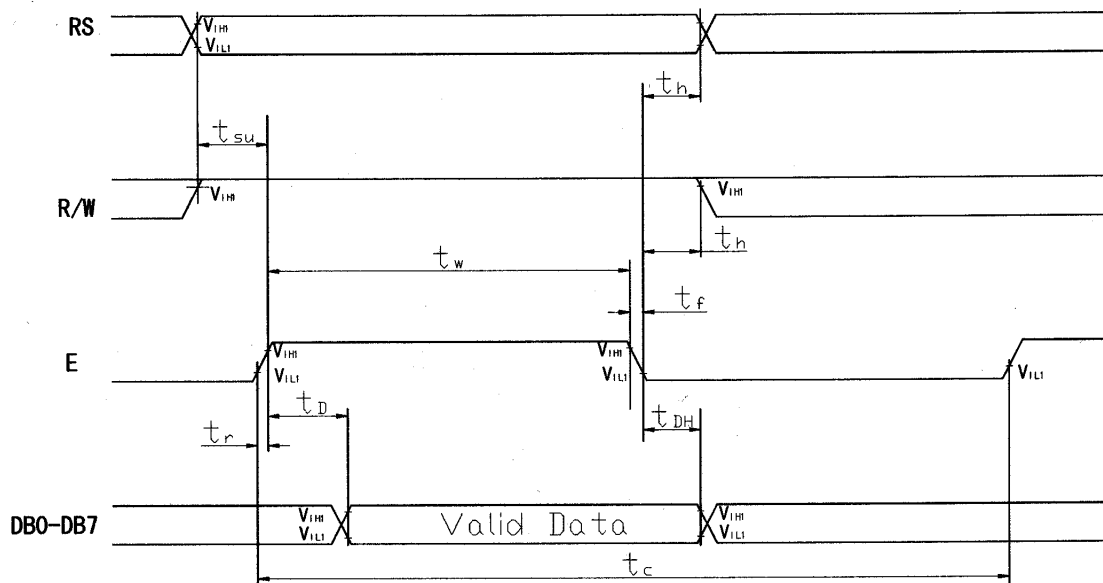 RS
VIH1
VIL1
th
tsu
R/W
VIH1
VIH1
th
tw
tf
E
VIH1
VIL1
VIH1
VIL1
VIL1
tD
tr
tDH
DB0-DB7
VIH1
VIL1
Valid Data
VIH1
VIL1
tc